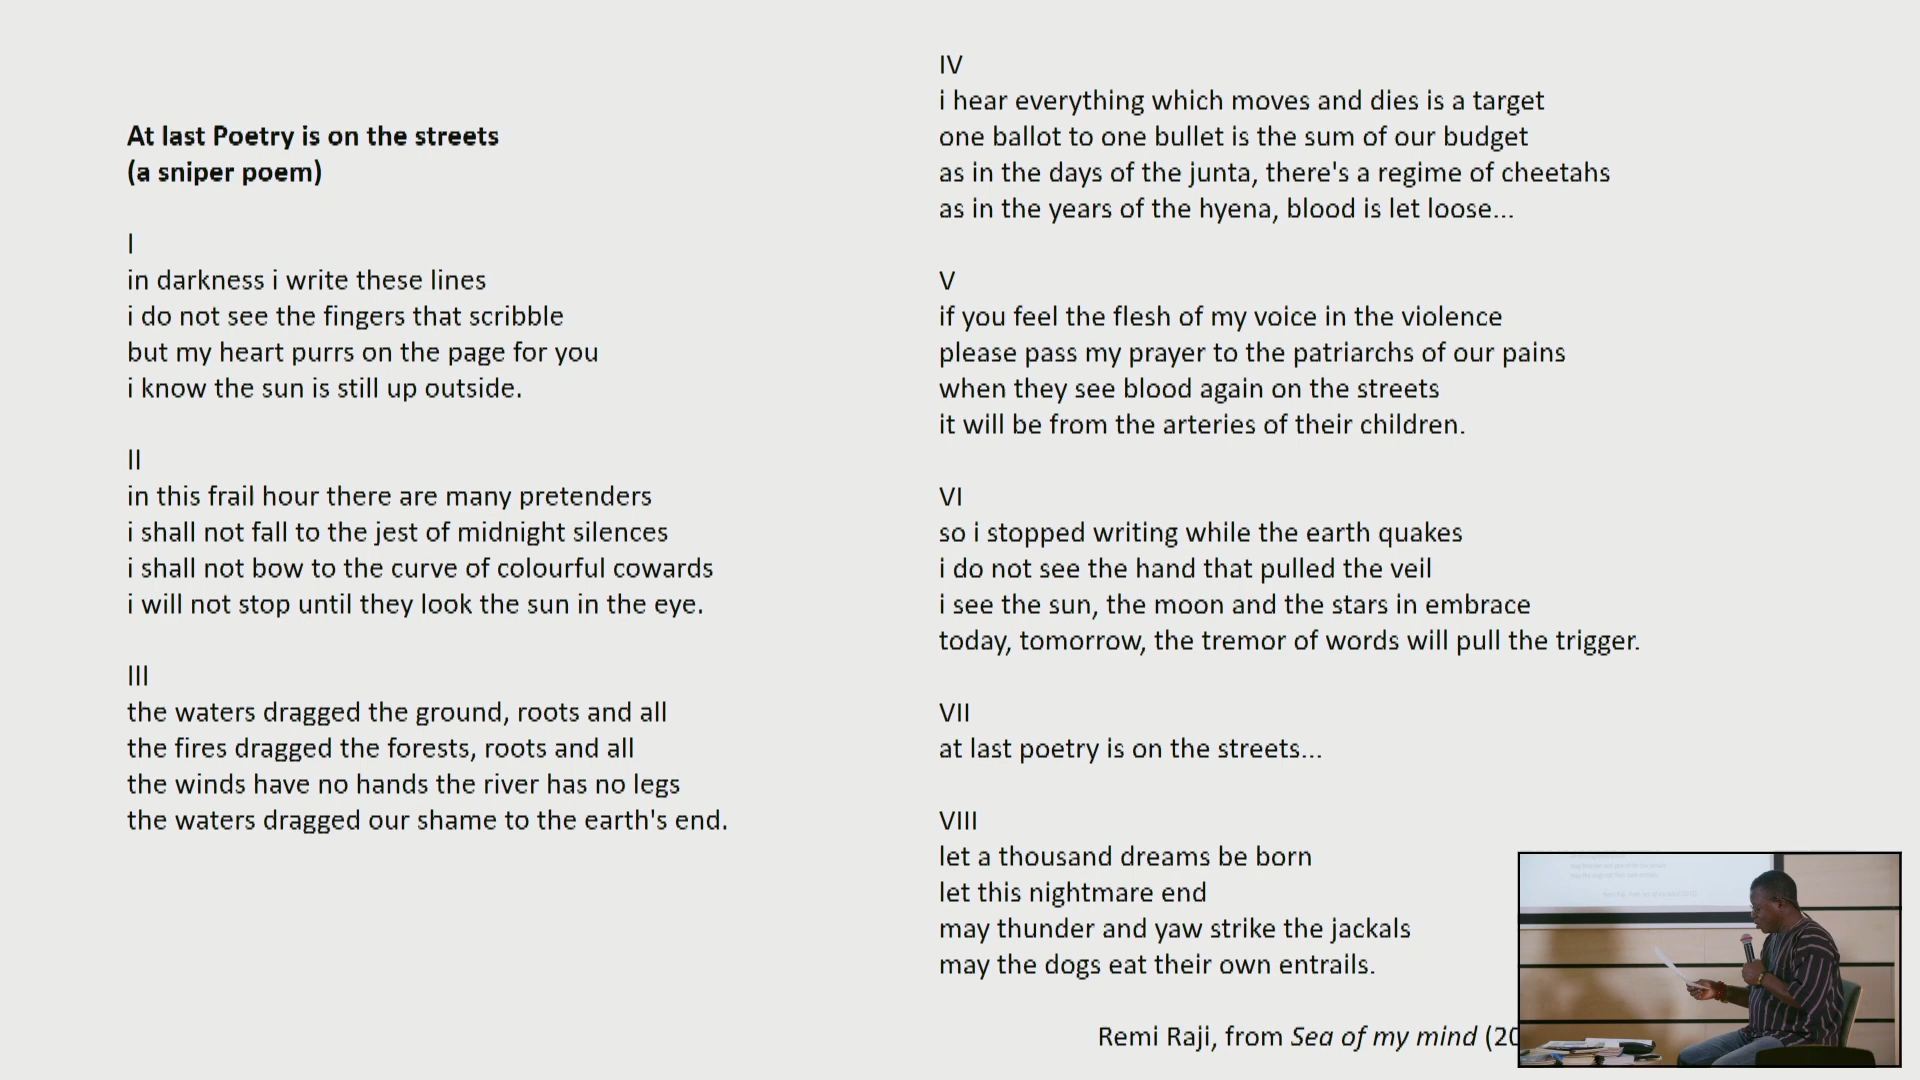 At last Poetry is on the streets
(a sniper poem)
I
in darkness i write these lines
i do not see the fingers that scribble
but my heart purrs on the page for you
i know the sun is still up outside.
II
in this frail hour there are many pretenders
i shall not fall to the jest of midnight silences
i shall not bow to the curve of colourful cowards
i will not stop until they look the sun in the eye.
III
the waters dragged the ground, roots and all
the fires dragged the forests, roots and all
the winds have no hands the river has no legs
the waters dragged our shame to the earth's end.
IV
i hear everything which moves and dies is a target
one ballot to one bullet is the sum of our budget
as in the days of the junta, there's a regime of cheetahs
as in the years of the hyena, blood is let loose...
V
if you feel the flesh of my voice in the violence
please pass my prayer to the patriarchs of our pains
when they see blood again on the streets
it will be from the arteries of their children.
VI
so i stopped writing while the earth quakes
i do not see the hand that pulled the veil
i see the sun, the moon and the stars in embrace
today, tomorrow, the tremor of words will pull the trigger.
VII
at last poetry is on the streets...
VIII
let a thousand dreams be born
let this nightmare end
may thunder and yaw strike the jackals
may the dogs eat their own entrails.
Remi Raji, from Sea of my mind